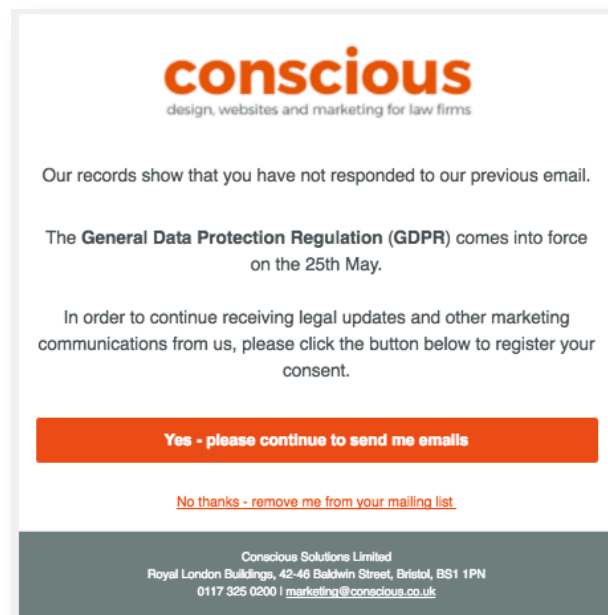 conscious
design, websites and marketing for law firms
Our records show that you have not responded to our previous email.
The General Data Protection Regulation (GDPR) comes into force
on the 25th May.
In order to continue receiving legal updates and other marketing
communications from us, please click the button below to register your
consent.
Yes - please continue to send me emails
No thanks - remove me from your mailing list
Conscious Solutions Limited
Royal London Buildings, 42-46 Baldwin Street, Bristol, BS1 1PN
0117 325 0200 | marketing@conscious.co.uk